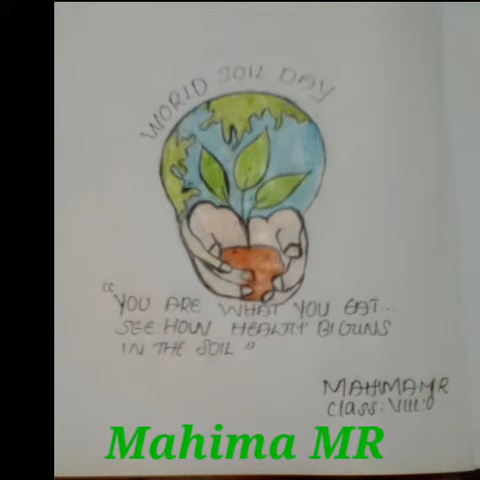 WORLD SOIL DAY
"YOU ARE WHAT YOU EAT...
SEE HOW HEALTH BIGUNS
IN THE SOIL"
MAHIMA MR
Class: VIII
Mahima MR